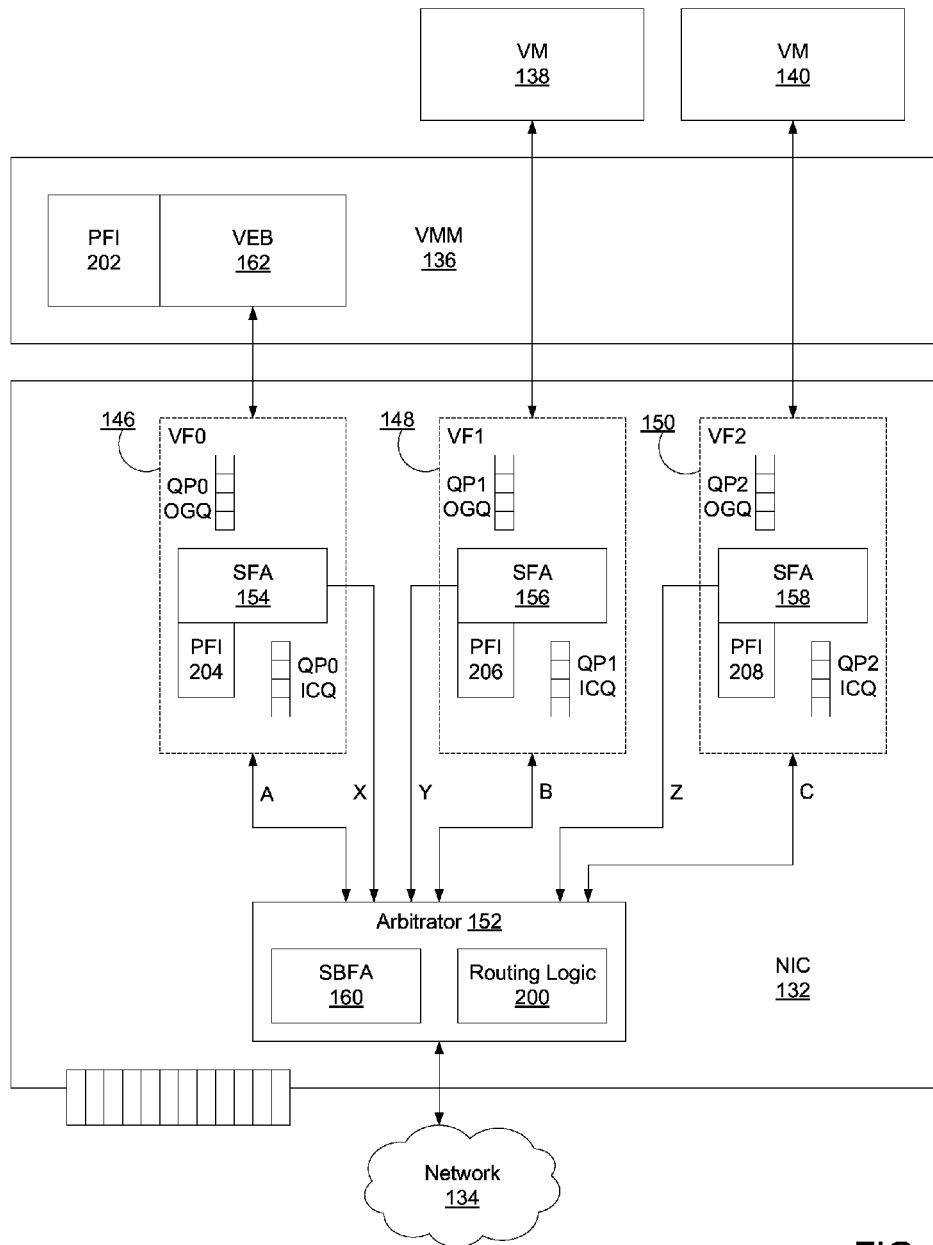 VM
138
VM
140
PFI
202
VEB
162
VMM
136
146
VF0
QP0
OGQ
SFA
154
PFI
204
QP0
ICQ
148
VF1
QP1
OGQ
SFA
156
PFI
206
QP1
ICQ
150
VF2
QP2
OGQ
SFA
158
PFI
208
QP2
ICQ
A
X
Y
B
Z
C
Arbitrator 152
SBFA
160
Routing Logic
200
NIC
132
Network
134